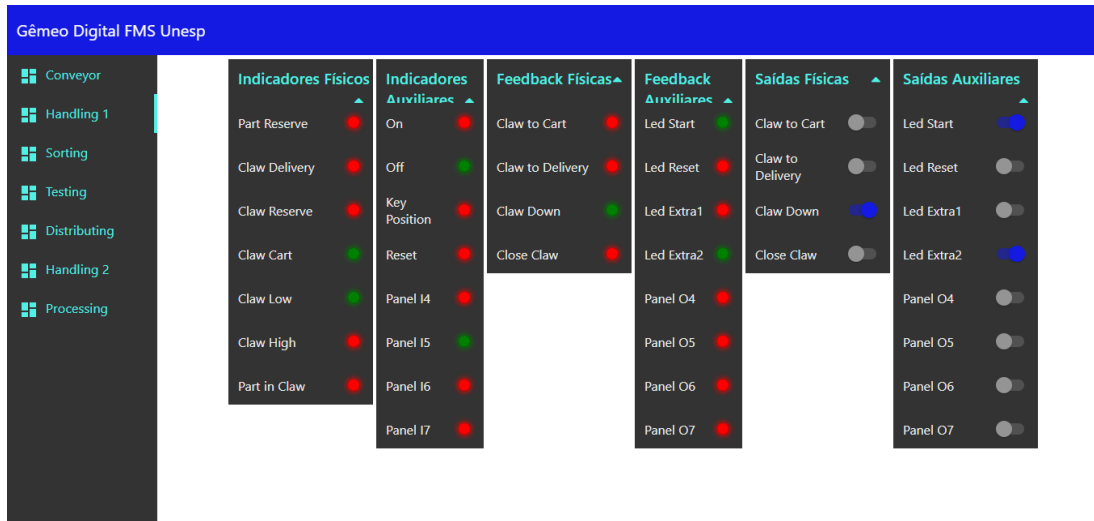 Gêmeo Digital FMS Unesp
Conveyor
Handling 1
Sorting
Testing
Distributing
Handling 2
Processing
Indicadores Físicos
Part Reserve
Claw Delivery
Claw Reserve
Claw Cart
Claw Low
Claw High
Part in Claw
Indicadores
Auxiliares
On
Off
Key
Position
Reset
Panel I4
Panel I5
Panel I6
Panel I7
Feedback Físicas
Claw to Cart
Claw to Delivery
Claw Down
Close Claw
Feedback
Auxiliares
Led Start
Led Reset
Led Extra1
Led Extra2
Panel O4
Panel O5
Panel O6
Panel O7
Saídas Físicas
Claw to Cart
Claw to
Delivery
Claw Down
Close Claw
Saídas Auxiliares
Led Start
Led Reset
Led Extra1
Led Extra2
Panel O4
Panel O5
Panel O6
Panel O7